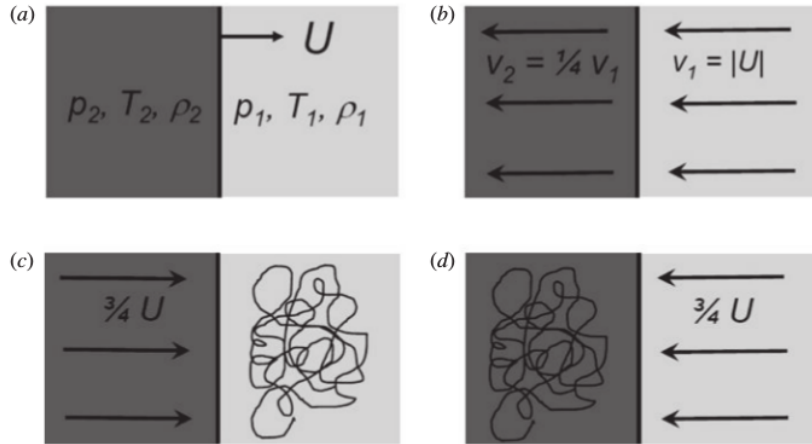 (a)
U
p₂, T₂, ρ₂
p₁, T₁, ρ₁
(b)
v₂ = ¼ v₁
v₁ = |U|
(c)
¾ U
(d)
¾ U